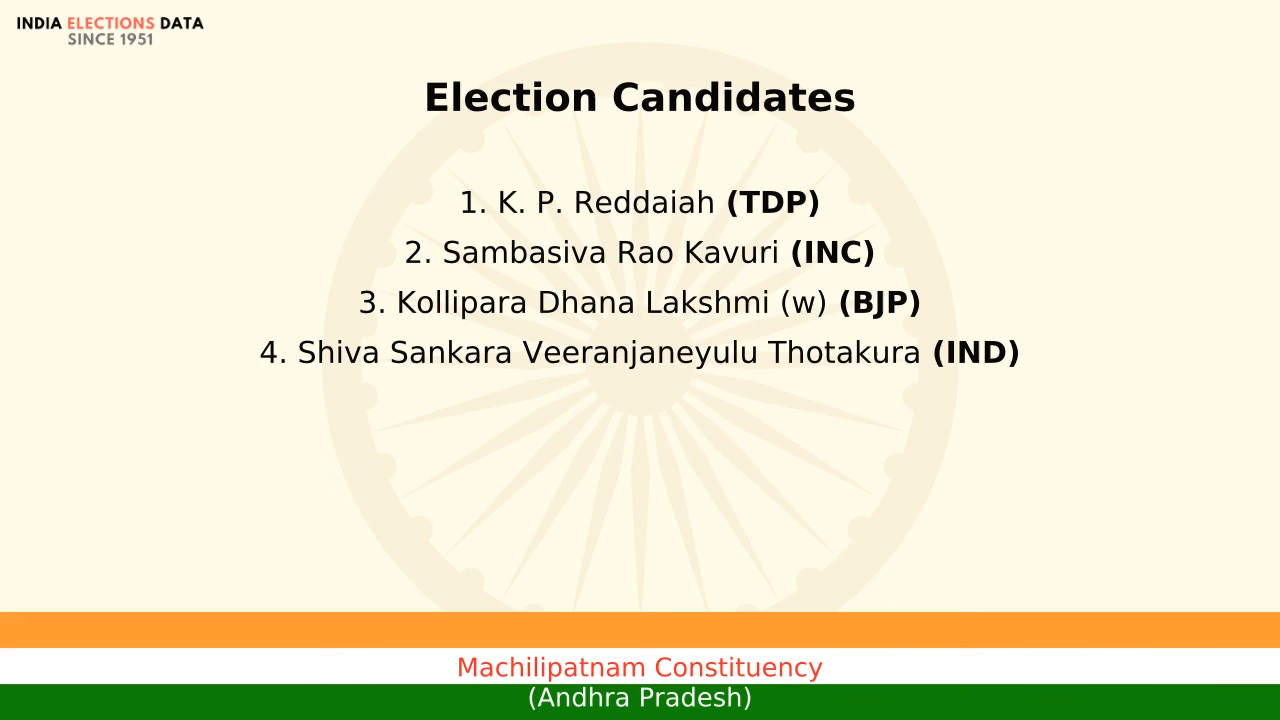 INDIA ELECTIONS DATA
SINCE 1951
Election Candidates
1. K. P. Reddaiah (TDP)
2. Sambasiva Rao Kavuri (INC)
3. Kollipara Dhana Lakshmi (w) (BJP)
4. Shiva Sankara Veeranjaneyulu Thotakura (IND)
Machilipatnam Constituency
(Andhra Pradesh)